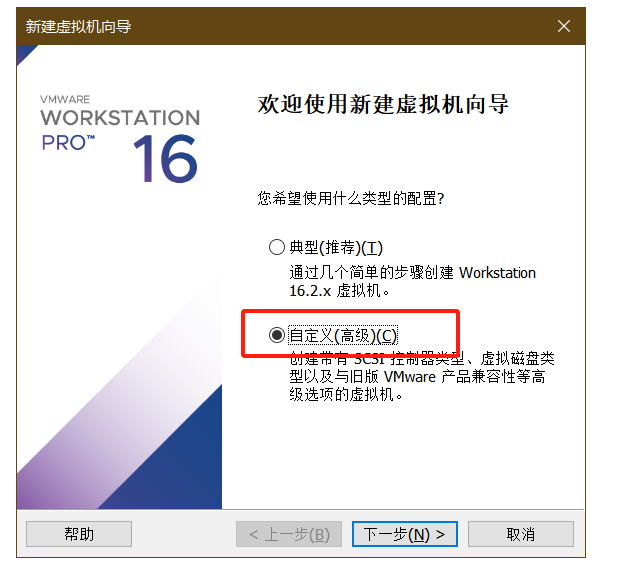 新建虚拟机向导
VMWARE
WORKSTATION
PRO™ 16
欢迎使用新建虚拟机向导
您希望使用什么类型的配置?
典型(推荐)(T)
通过几个简单的步骤创建 Workstation
16.2.x 虚拟机。
自定义(高级)(C)
创建带有 SCSI 控制器类型、虚拟磁盘类
型以及与旧版 VMware 产品兼容性等高
级选项的虚拟机。
帮助
< 上一步(B)
下一步(N) >
取消